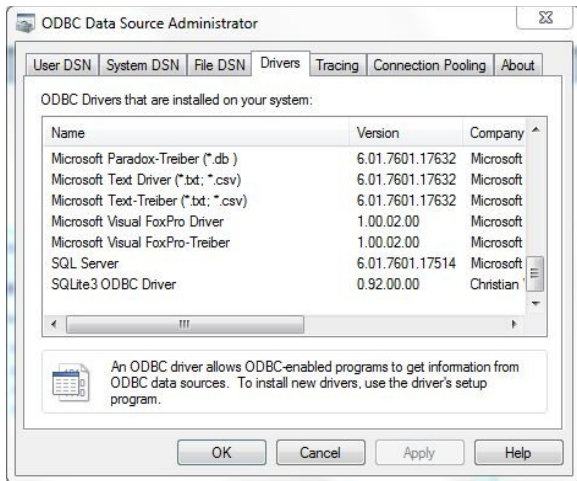 ODBC Data Source Administrator
User DSN System DSN File DSN Drivers Tracing Connection Pooling About
ODBC Drivers that are installed on your system:
Name Version Company
Microsoft Paradox-Treiber (*.db ) 6.01.7601.17632 Microsoft
Microsoft Text Driver (*.txt; *.csv) 6.01.7601.17632 Microsoft
Microsoft Text-Treiber (*.txt; *.csv) 6.01.7601.17632 Microsoft
Microsoft Visual FoxPro Driver 1.00.02.00 Microsoft
Microsoft Visual FoxPro-Treiber 1.00.02.00 Microsoft
SQL Server 6.01.7601.17514 Microsoft
SQLite3 ODBC Driver 0.92.00.00 Christian
An ODBC driver allows ODBC-enabled programs to get information from
ODBC data sources. To install new drivers, use the driver's setup
program.
OK Cancel Apply Help